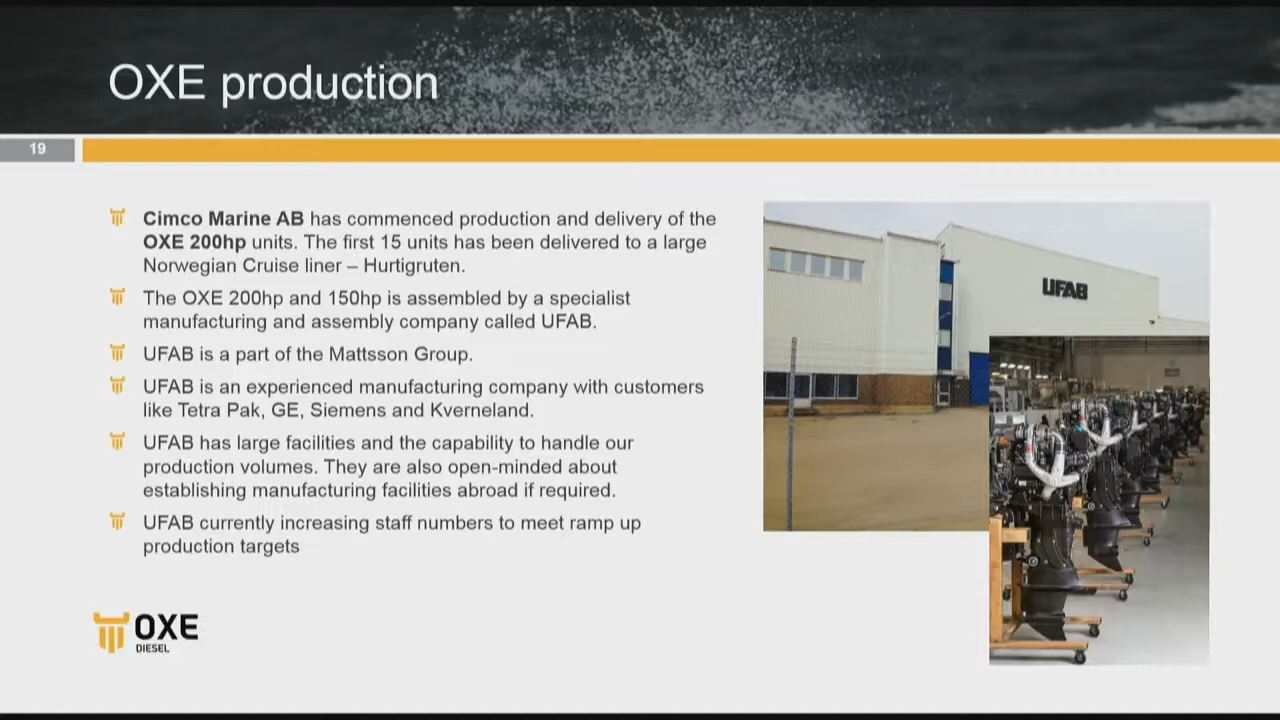 OXE production
19
Cimco Marine AB has commenced production and delivery of the
OXE 200hp units. The first 15 units has been delivered to a large
Norwegian Cruise liner – Hurtigruten.
The OXE 200hp and 150hp is assembled by a specialist
manufacturing and assembly company called UFAB.
UFAB is a part of the Mattsson Group.
UFAB is an experienced manufacturing company with customers
like Tetra Pak, GE, Siemens and Kverneland.
UFAB has large facilities and the capability to handle our
production volumes. They are also open-minded about
establishing manufacturing facilities abroad if required.
UFAB currently increasing staff numbers to meet ramp up
production targets
UFAB
OXE
DIESEL